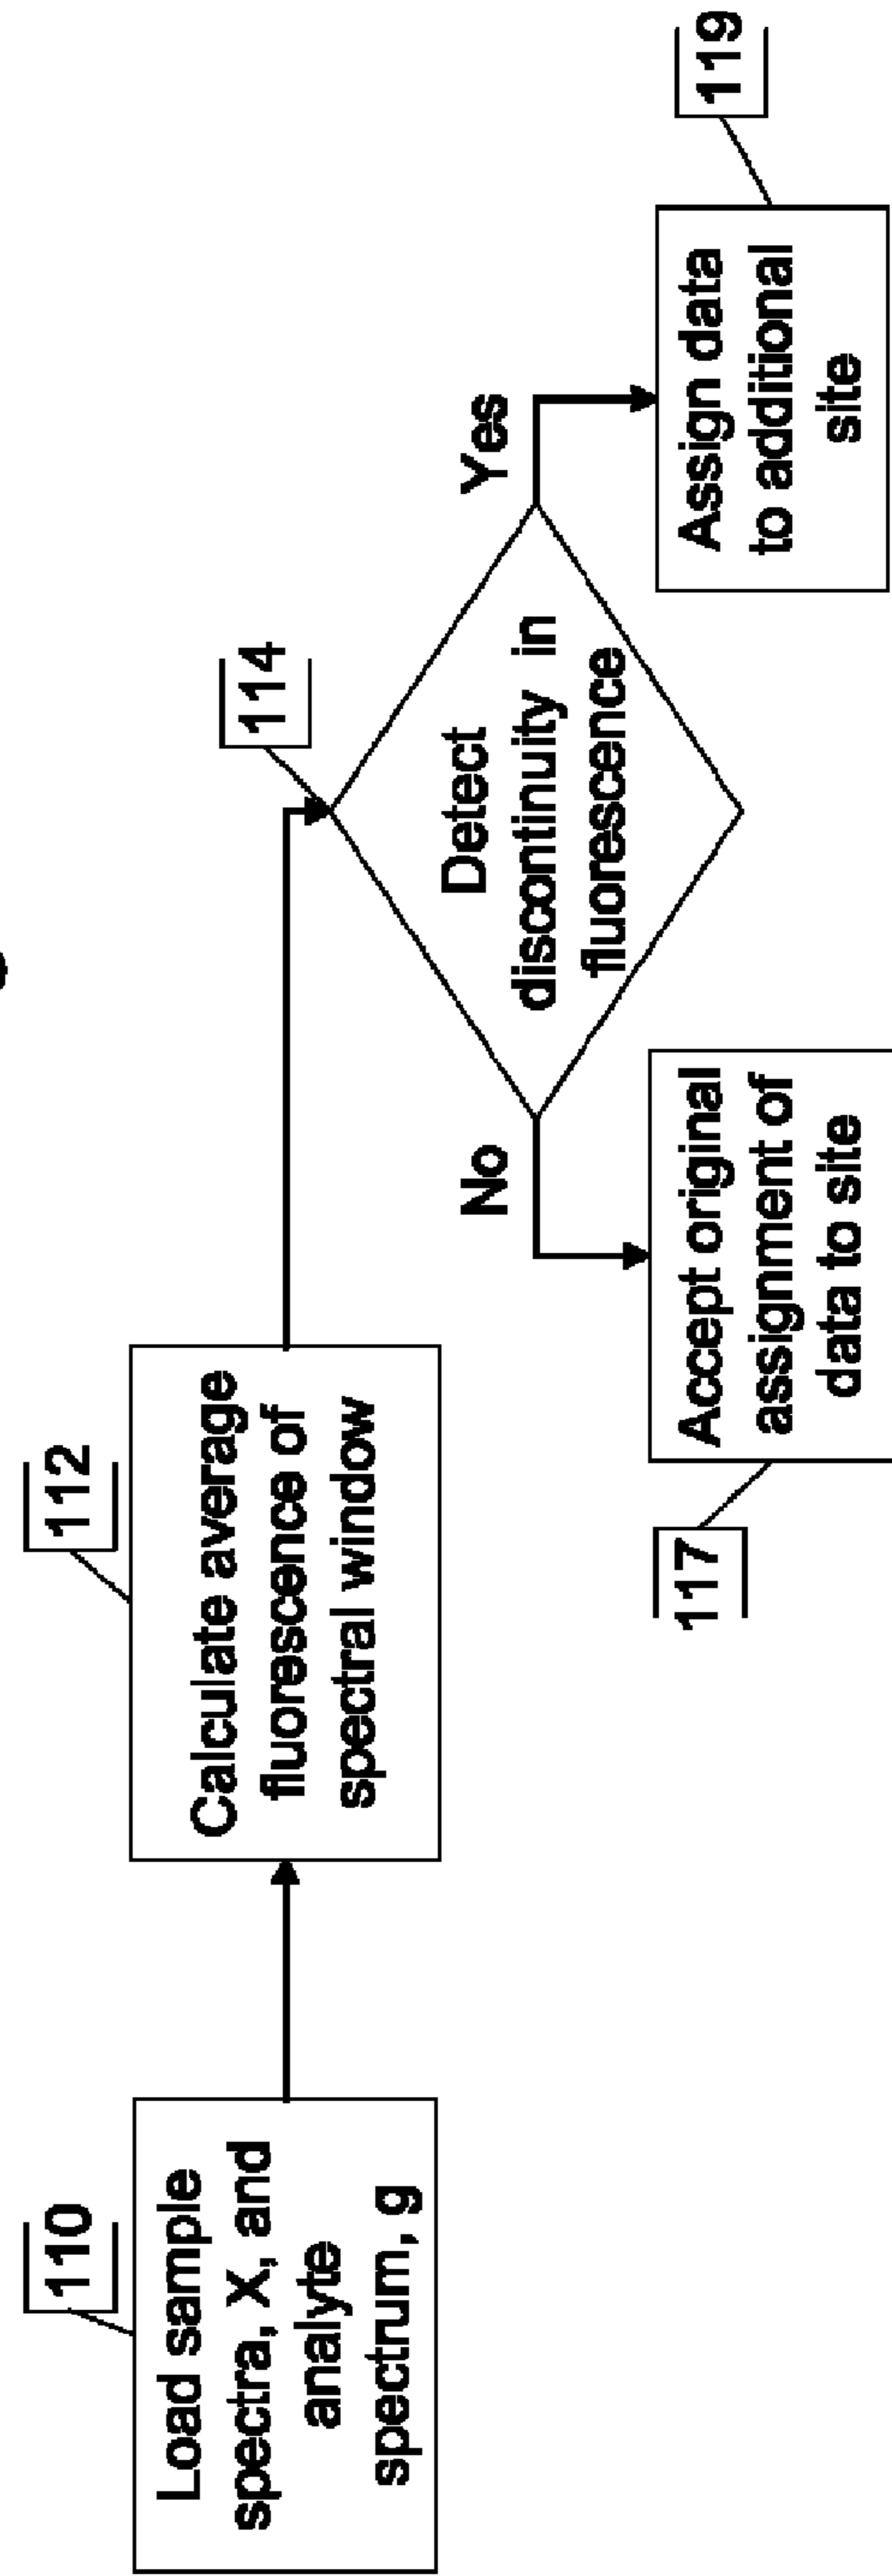 110
Load sample
spectra, X, and
analyte
spectrum, g
112
Calculate average
fluorescence of
spectral window
114
Detect
discontinuity in
fluorescence
No
Yes
117
Accept original
assignment of
data to site
119
Assign data
to additional
site